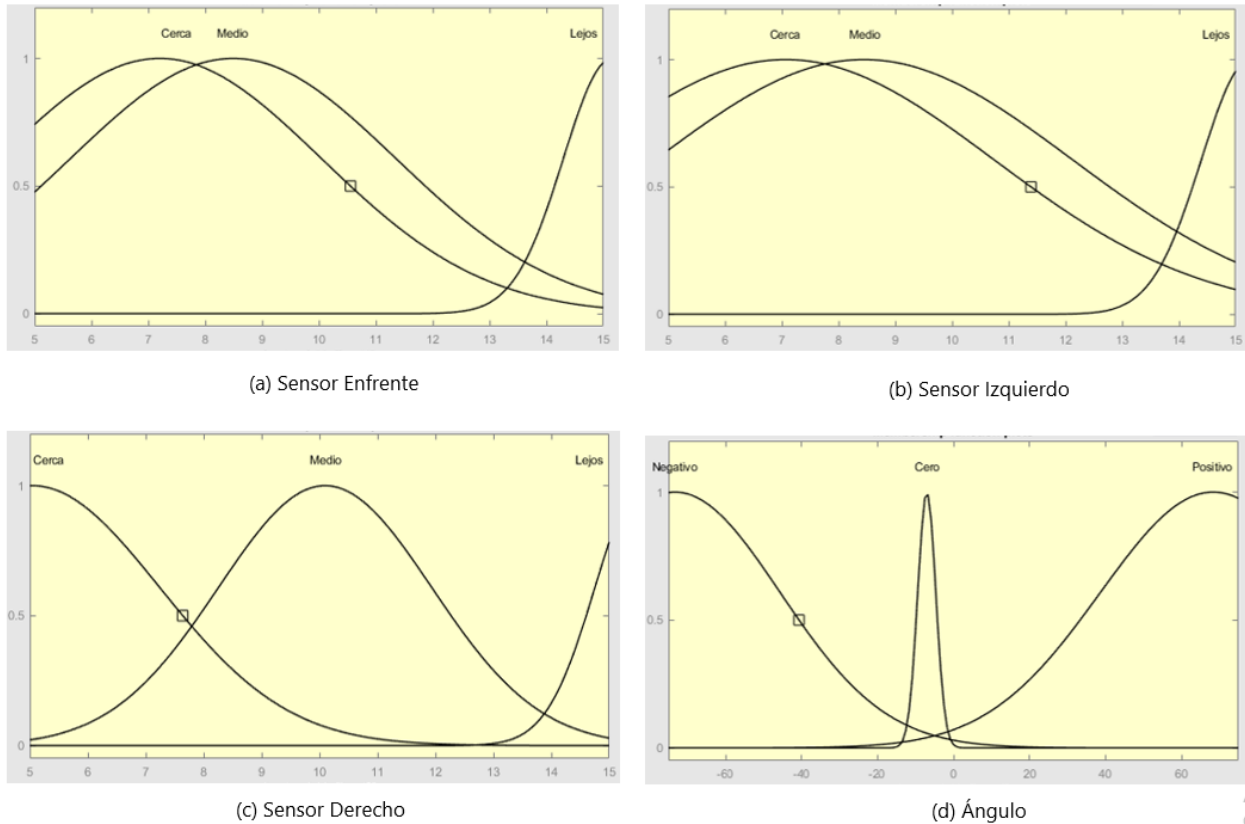 Cerca Medio Lejos
1
0.5
0
5 6 7 8 9 10 11 12 13 14 15
(a) Sensor Enfrente
Cerca Medio Lejos
1
0.5
0
5 6 7 8 9 10 11 12 13 14 15
(b) Sensor Izquierdo
Cerca Medio Lejos
1
0.5
0
5 6 7 8 9 10 11 12 13 14 15
(c) Sensor Derecho
Negativo Cero Positivo
1
0.5
0
-60 -40 -20 0 20 40 60
(d) Ángulo